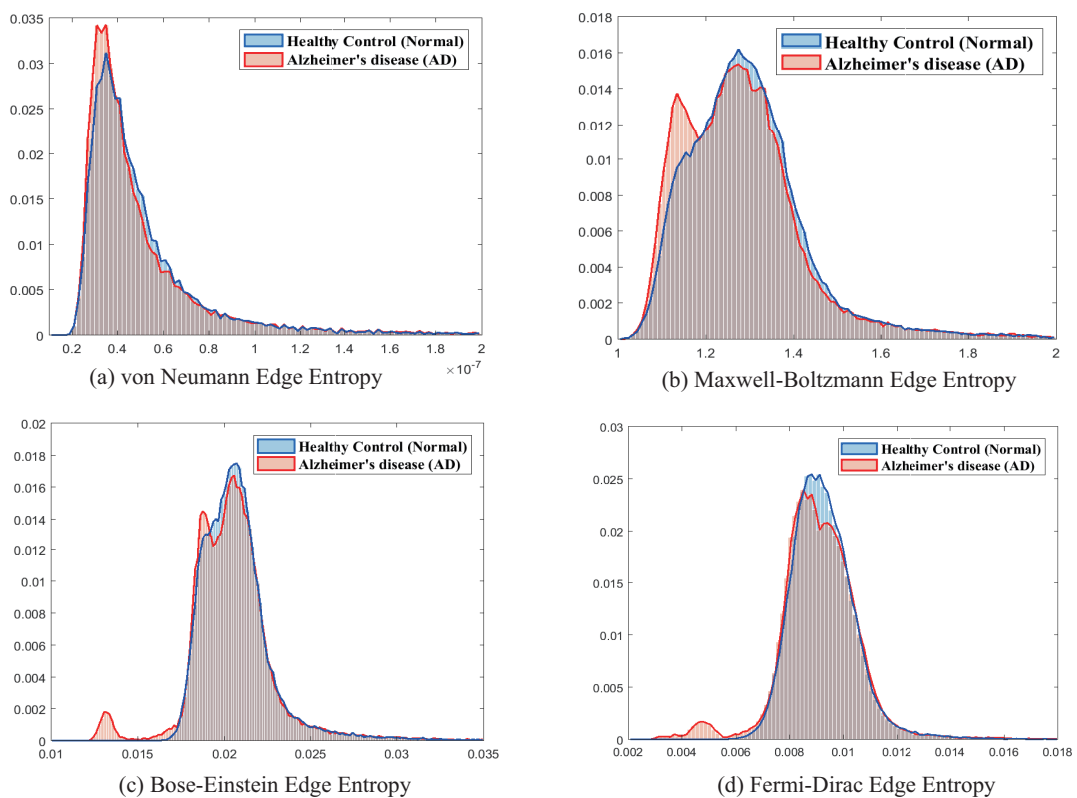 0.035
0.03
0.025
0.02
0.015
0.01
0.005
0
0.2 0.4 0.6 0.8 1 1.2 1.4 1.6 1.8 2
×10⁻⁷
Healthy Control (Normal)
Alzheimer's disease (AD)
(a) von Neumann Edge Entropy
0.018
0.016
0.014
0.012
0.01
0.008
0.006
0.004
0.002
0
1 1.2 1.4 1.6 1.8 2
Healthy Control (Normal)
Alzheimer's disease (AD)
(b) Maxwell-Boltzmann Edge Entropy
0.02
0.018
0.016
0.014
0.012
0.01
0.008
0.006
0.004
0.002
0
0.01 0.015 0.02 0.025 0.03 0.035
Healthy Control (Normal)
Alzheimer's disease (AD)
(c) Bose-Einstein Edge Entropy
0.03
0.025
0.02
0.015
0.01
0.005
0
0.002 0.004 0.006 0.008 0.01 0.012 0.014 0.016 0.018
Healthy Control (Normal)
Alzheimer's disease (AD)
(d) Fermi-Dirac Edge Entropy